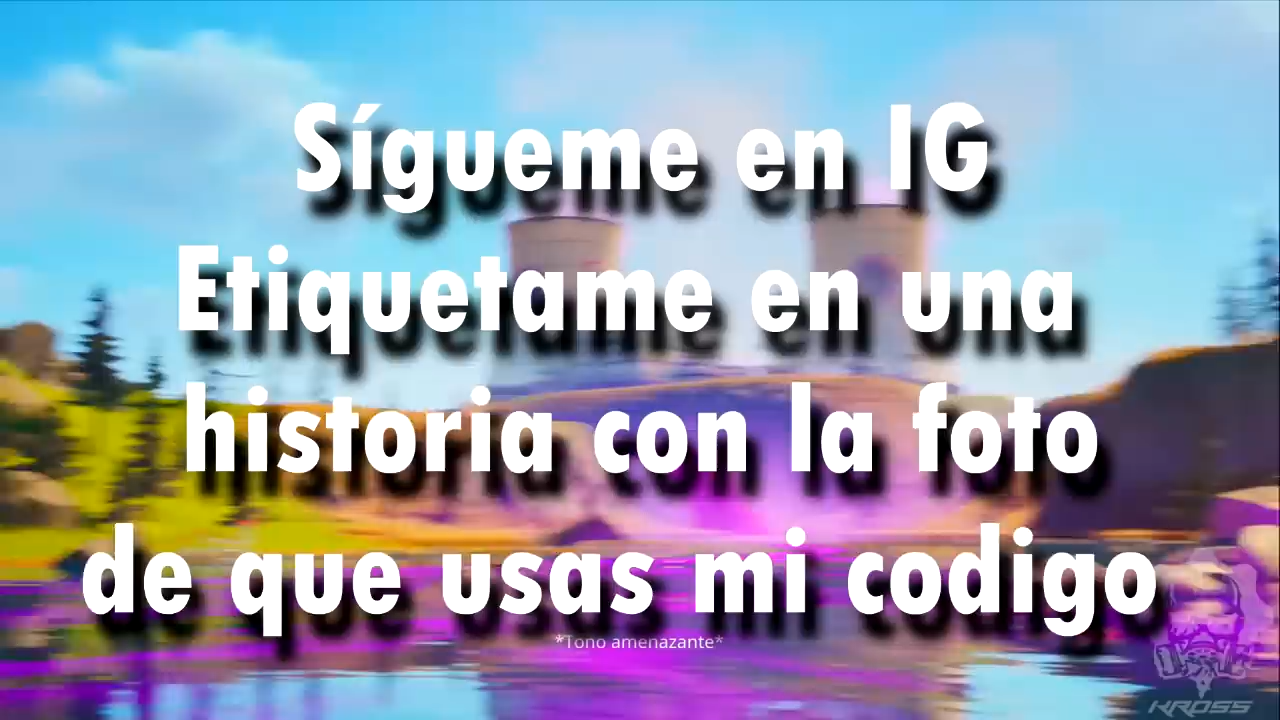 Sígueme en IG
Etiquetame en una
historia con la foto
de que usas mi codigo
*Tono amenazante*
KROSS